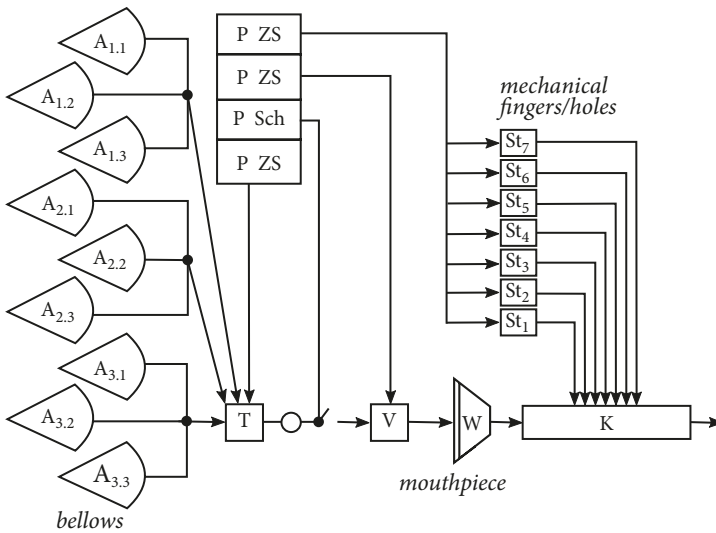 A1.1
A1.2
A1.3
A2.1
A2.2
A2.3
A3.1
A3.2
A3.3
bellows
P ZS
P ZS
P Sch
P ZS
mechanical
fingers/holes
St7
St6
St5
St4
St3
St2
St1
T
V
W
K
mouthpiece